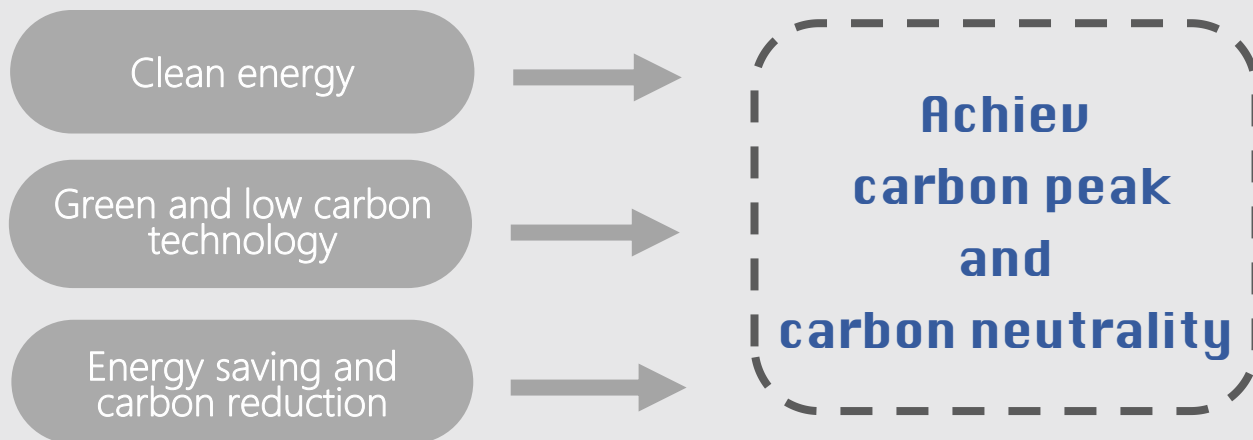 Clean energy
Green and low carbon
technology
Energy saving and
carbon reduction
Achiev
carbon peak
and
carbon neutrality